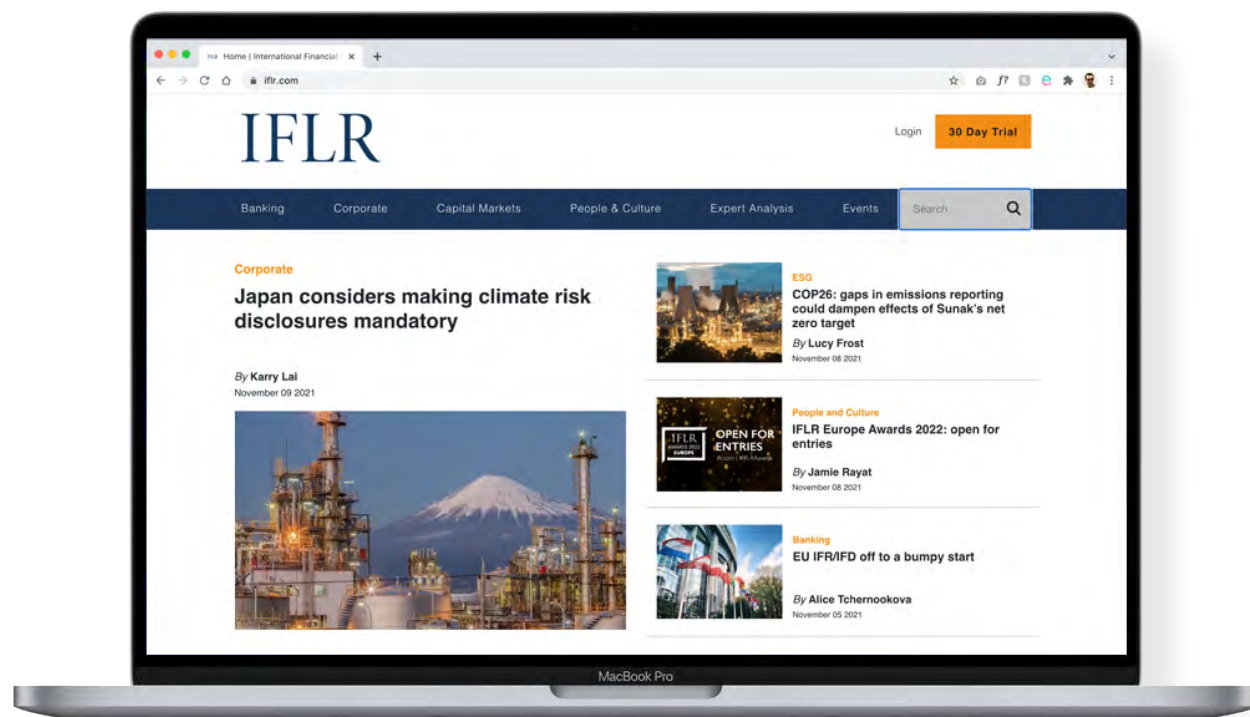 Home | International Financial
iflr.com
IFLR
Login
30 Day Trial
Banking
Corporate
Capital Markets
People & Culture
Expert Analysis
Events
Search
Corporate
Japan considers making climate risk
disclosures mandatory
By Karry Lai
November 09 2021
ESG
COP26: gaps in emissions reporting
could dampen effects of Sunak's net
zero target
By Lucy Frost
November 08 2021
IFLR
AWARDS 2022
EUROPE
OPEN FOR
ENTRIES
People and Culture
IFLR Europe Awards 2022: open for
entries
By Jamie Rayat
November 08 2021
Banking
EU IFR/IFD off to a bumpy start
By Alice Tchernookova
November 05 2021
MacBook Pro